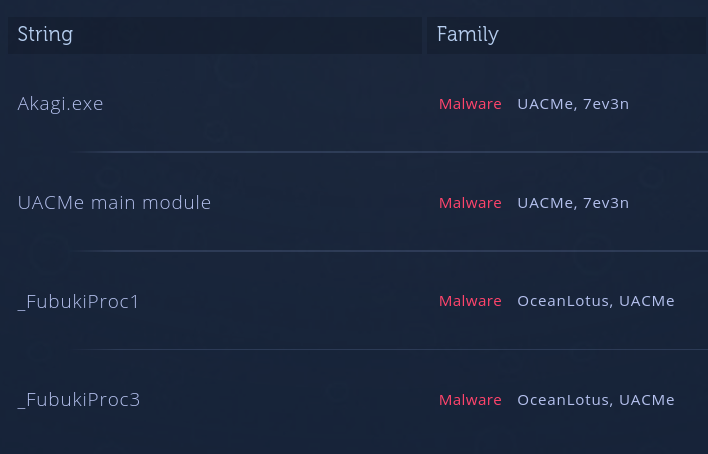 String Family
Akagi.exe Malware UACMe, 7ev3n
UACMe main module Malware UACMe, 7ev3n
_FubukiProc1 Malware OceanLotus, UACMe
_FubukiProc3 Malware OceanLotus, UACMe